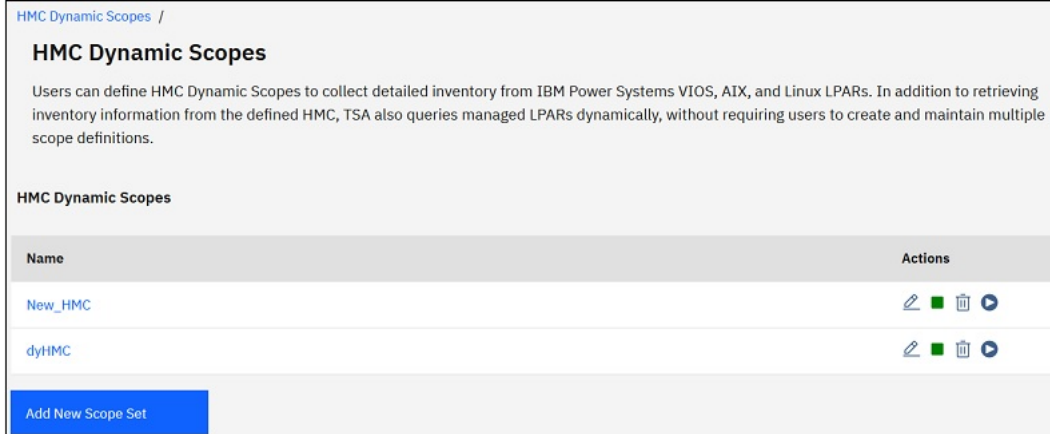 HMC Dynamic Scopes /
HMC Dynamic Scopes
Users can define HMC Dynamic Scopes to collect detailed inventory from IBM Power Systems VIOS, AIX, and Linux LPARs. In addition to retrieving
inventory information from the defined HMC, TSA also queries managed LPARs dynamically, without requiring users to create and maintain multiple
scope definitions.
HMC Dynamic Scopes
Name Actions
New_HMC
dyHMC
Add New Scope Set